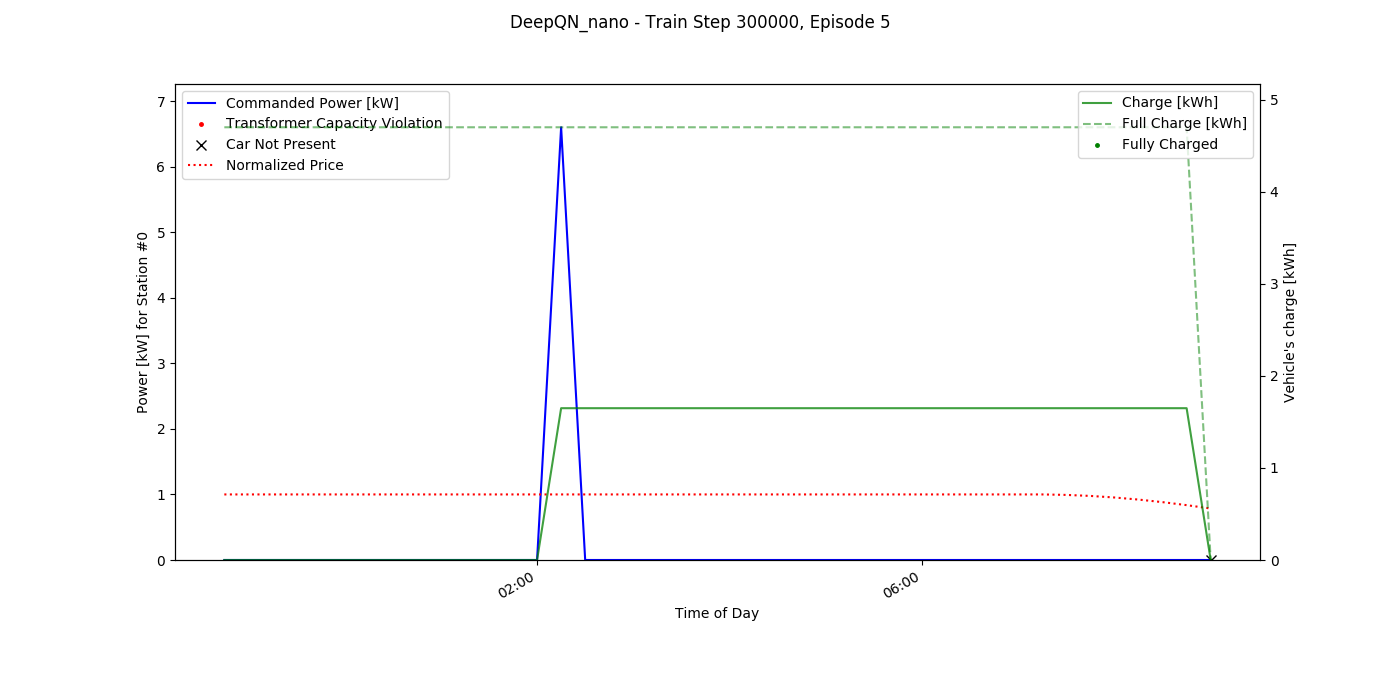 DeepQN_nano - Train Step 300000, Episode 5
Commanded Power [kW]
Transformer Capacity Violation
Car Not Present
Normalized Price
Charge [kWh]
Full Charge [kWh]
Fully Charged
7
6
5
4
3
2
1
0
Power [kW] for Station #0
5
4
3
2
1
0
Vehicle's charge [kWh]
02:00
06:00
Time of Day